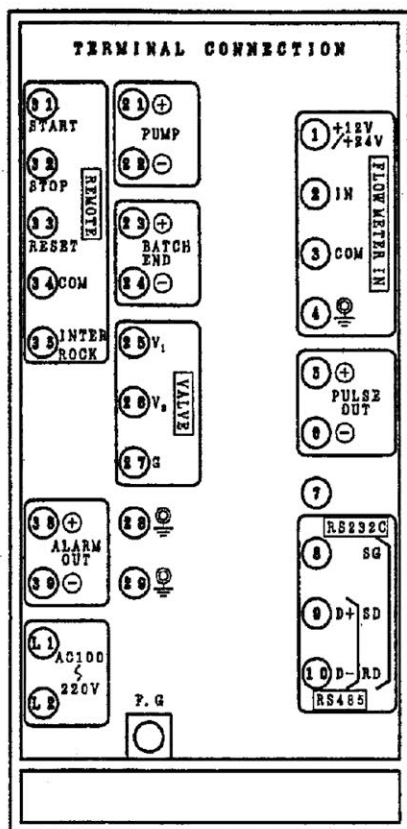 TERMINAL CONNECTION
31
START
32
STOP
33
RESET
34 COM
35 INTER
ROCK
REMOTE
21 ⊕
PUMP
22 ⊖
23 ⊕
BATCH
END
24 ⊖
25 V₁
26 V₂
27 G
VALVE
28
29
38 ⊕
ALARM
OUT
39 ⊖
L1
AC100
∫
220V
L2
F.G
1 +12V
/+24V
2 IN
3 COM
4
FLOWMETER IN
5 ⊕
PULSE
OUT
6 ⊖
7
RS232C
8 SG
9 D+ SD
10 D- RD
RS485